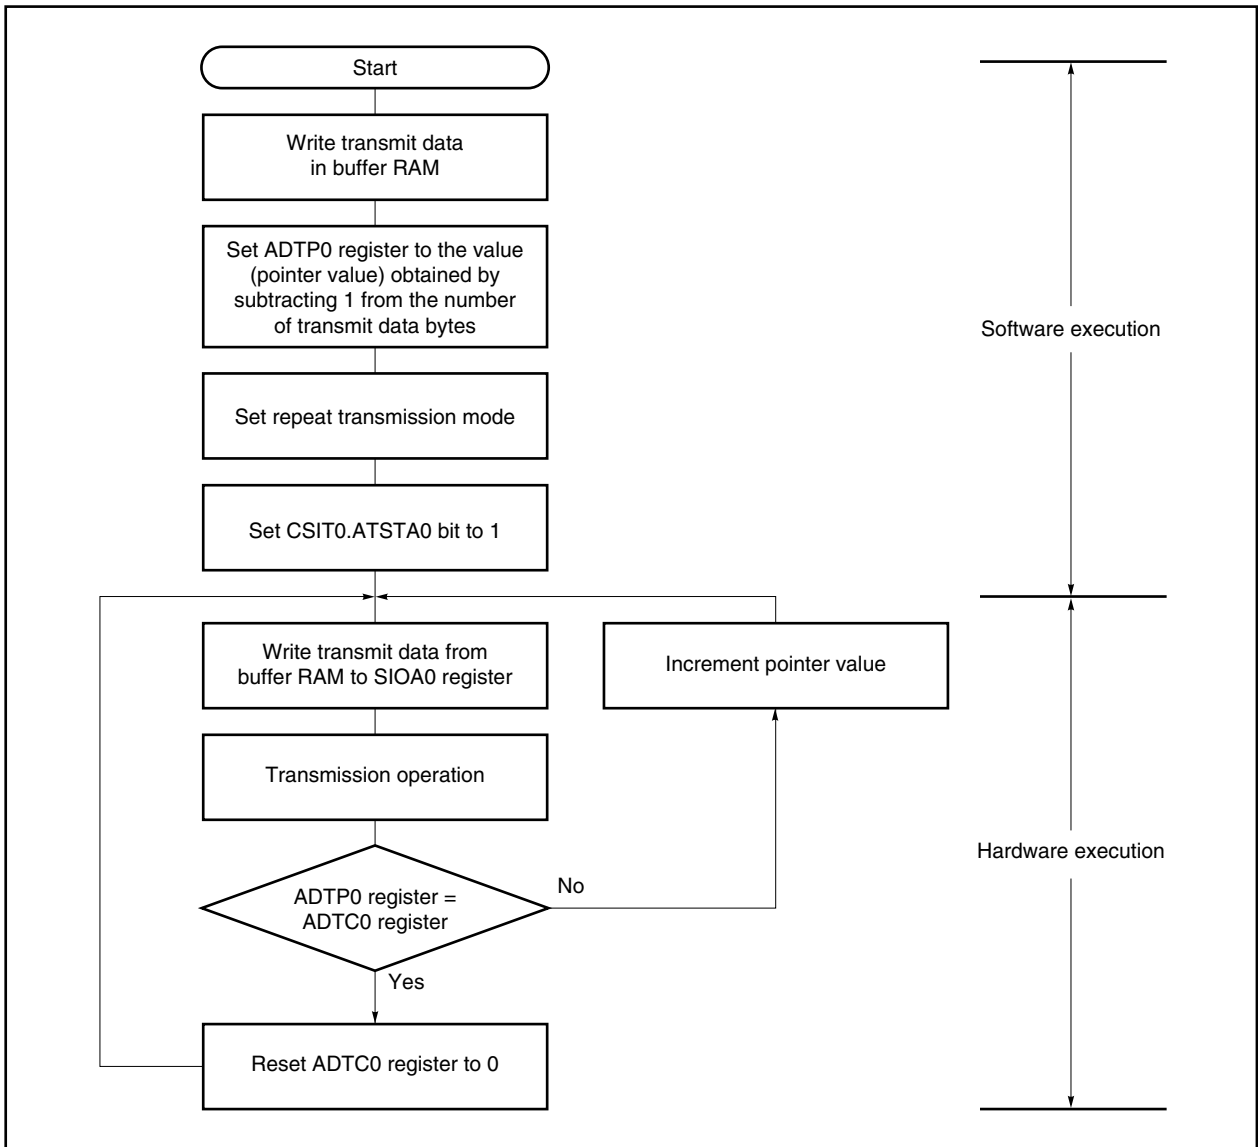 Start
Write transmit data
in buffer RAM
Set ADTP0 register to the value
(pointer value) obtained by
subtracting 1 from the number
of transmit data bytes
Software execution
Set repeat transmission mode
Set CSIT0.ATSTA0 bit to 1
Write transmit data from
buffer RAM to SIOA0 register
Increment pointer value
Transmission operation
Hardware execution
ADTP0 register =
ADTC0 register
No
Yes
Reset ADTC0 register to 0